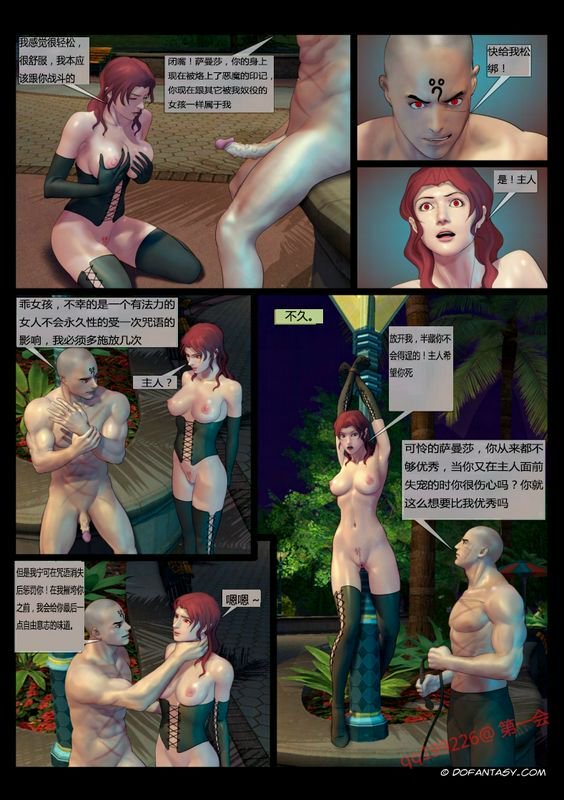 我感觉很轻松,
很舒服，我本应
该跟你战斗的
闭嘴！萨曼莎，你的身上
现在被烙上了恶魔的印记，
你现在跟其它被我奴役的
女孩一样属于我
快给我松
绑！
是！主人
乖女孩，不幸的是一个有法力的
女人不会永久性的受一次咒语的
影响，我必须多施放几次
主人？
不久。
放开我，半藏你不
会得逞的！主人希
望你死
可怜的萨曼莎，你从来都不
够优秀，当你又在主人面前
失宠的时你很伤心吗？你就
这么想要比我优秀吗
但是我宁可在咒语消失
后惩罚你！在我摧垮你
之前，我会给你最后一
点自由意志的味道。
嗯嗯～
226@ 第一会
© DOFANTASY.COM